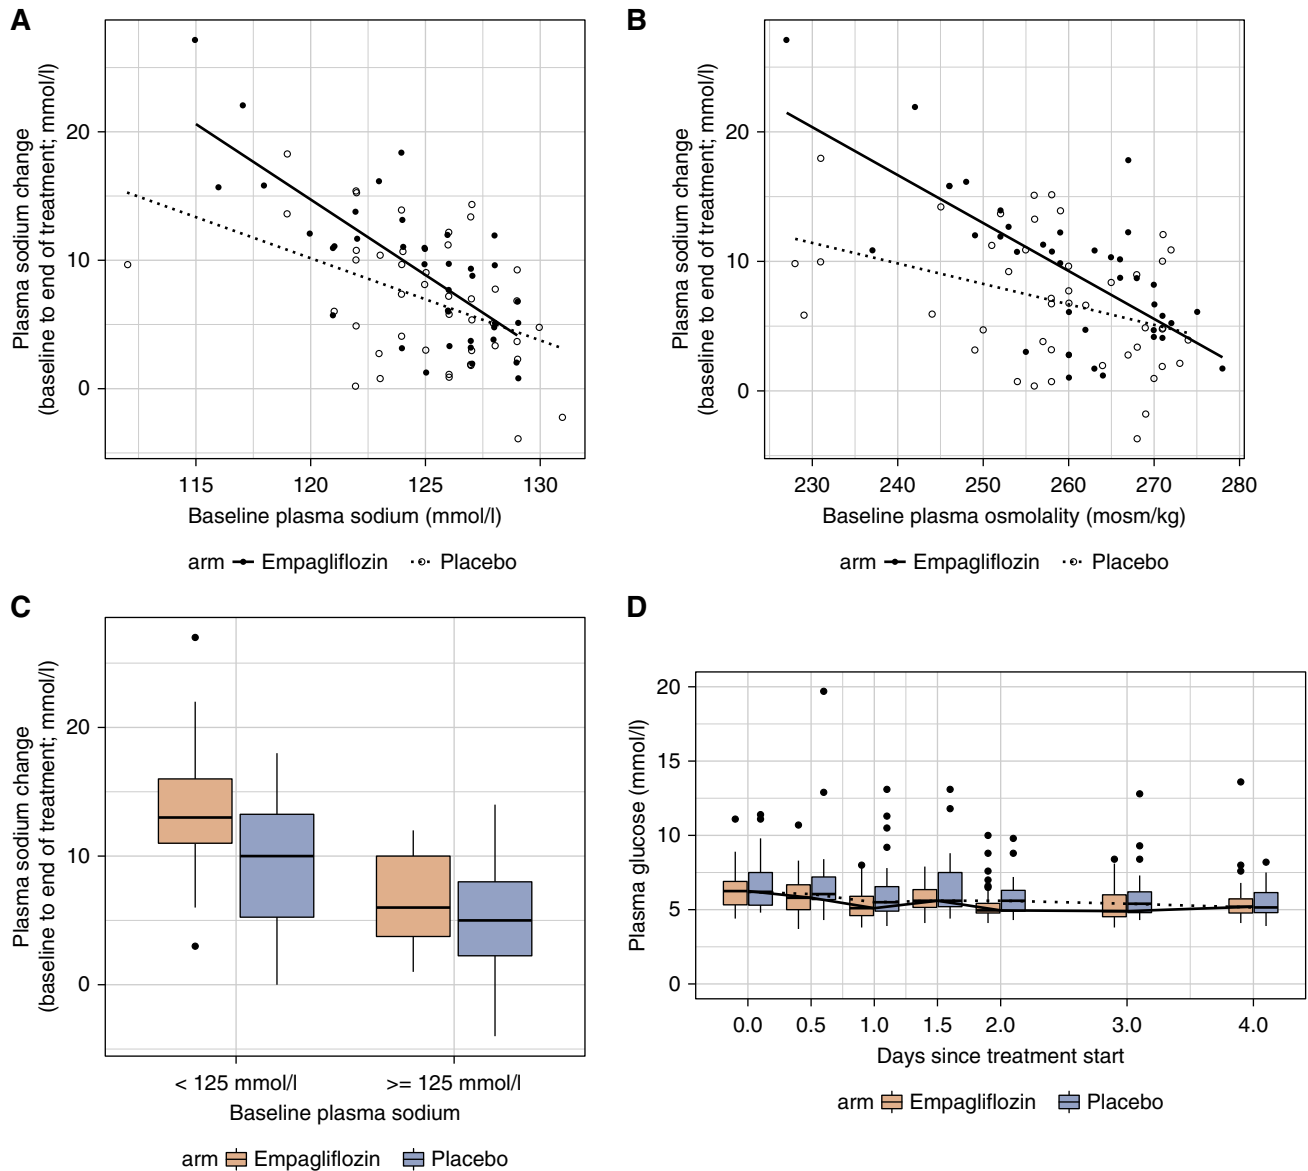 A
Plasma sodium change
(baseline to end of treatment; mmol/l)
20
10
0
115 120 125 130
Baseline plasma sodium (mmol/l)
arm Empagliflozin Placebo
B
Plasma sodium change
(baseline to end of treatment; mmol/l)
20
10
0
230 240 250 260 270 280
Baseline plasma osmolality (mosm/kg)
arm Empagliflozin Placebo
C
Plasma sodium change
(baseline to end of treatment; mmol/l)
20
10
0
< 125 mmol/l >= 125 mmol/l
Baseline plasma sodium
arm Empagliflozin Placebo
D
Plasma glucose (mmol/l)
20
15
10
5
0
0.0 0.5 1.0 1.5 2.0 3.0 4.0
Days since treatment start
arm Empagliflozin Placebo